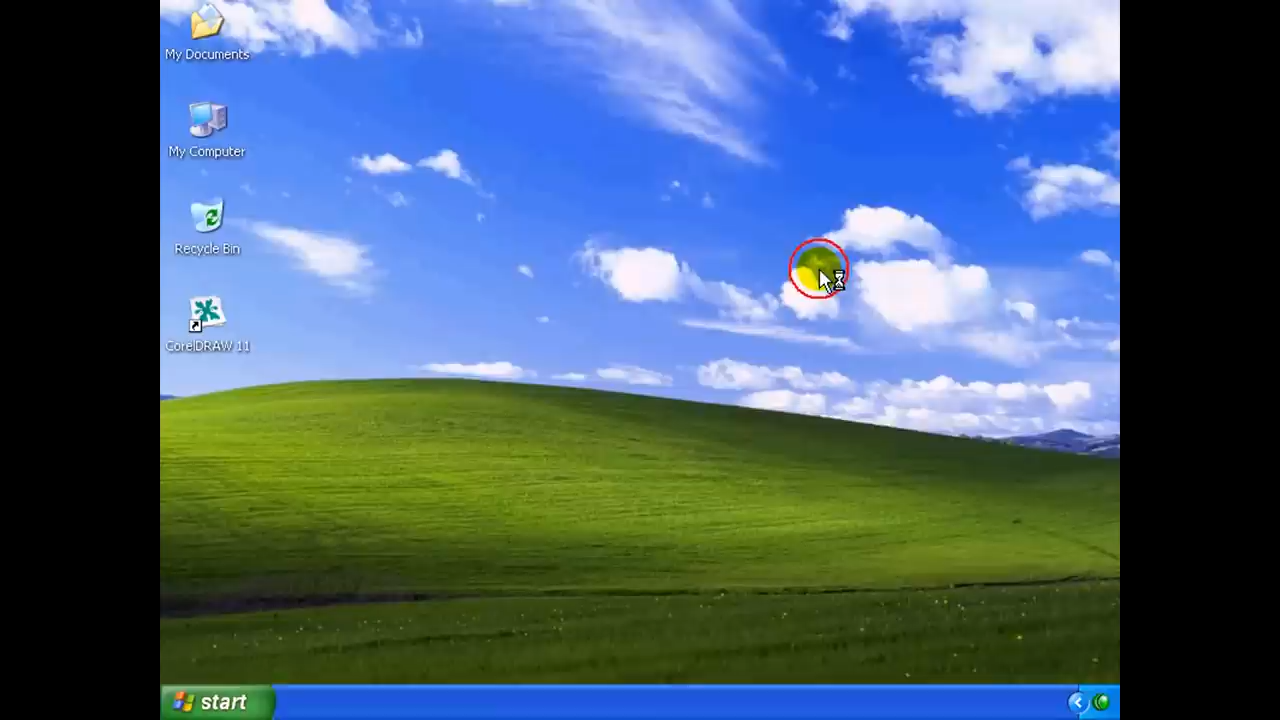 My Documents
My Computer
Recycle Bin
CorelDRAW 11
start